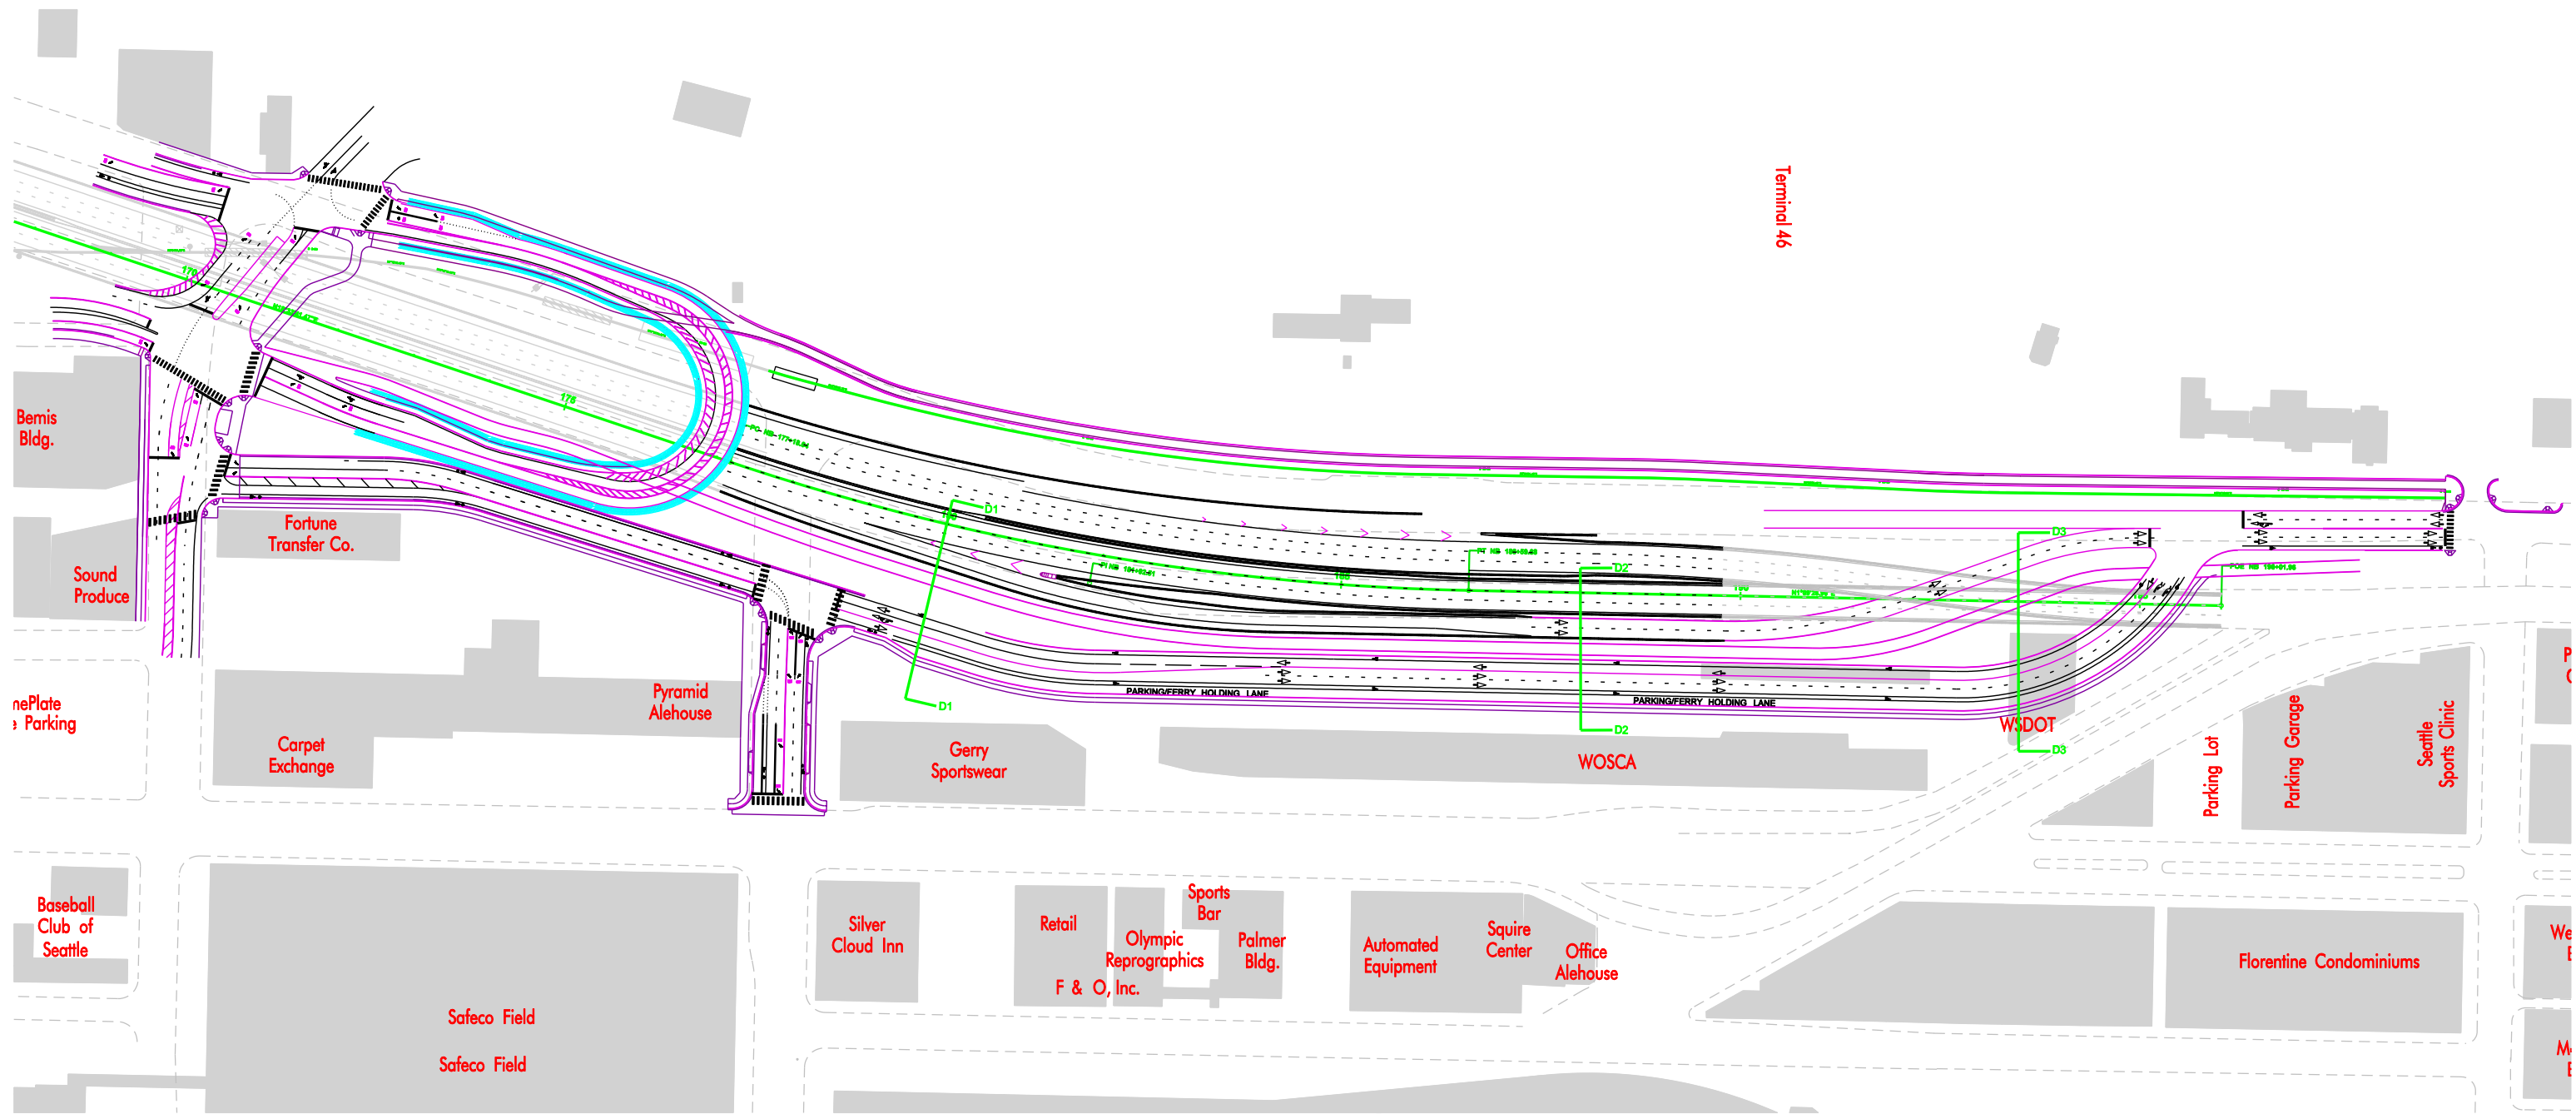 Terminal 46
170
175
D1
D1
D2
D2
D3
D3
PARKING/FERRY HOLDING LANE
PARKING/FERRY HOLDING LANE
Bemis
Bldg.
Fortune
Transfer Co.
Sound
Produce
Pyramid
Alehouse
Carpet
Exchange
Gerry
Sportswear
WOSCA
WSDOT
Parking Lot
Parking Garage
Seattle
Sports Clinic
Baseball
Club of
Seattle
Silver
Cloud Inn
Retail
Olympic
Reprographics
F & O, Inc.
Sports
Bar
Palmer
Bldg.
Automated
Equipment
Squire
Center
Office
Alehouse
Florentine Condominiums
Safeco Field
Safeco Field